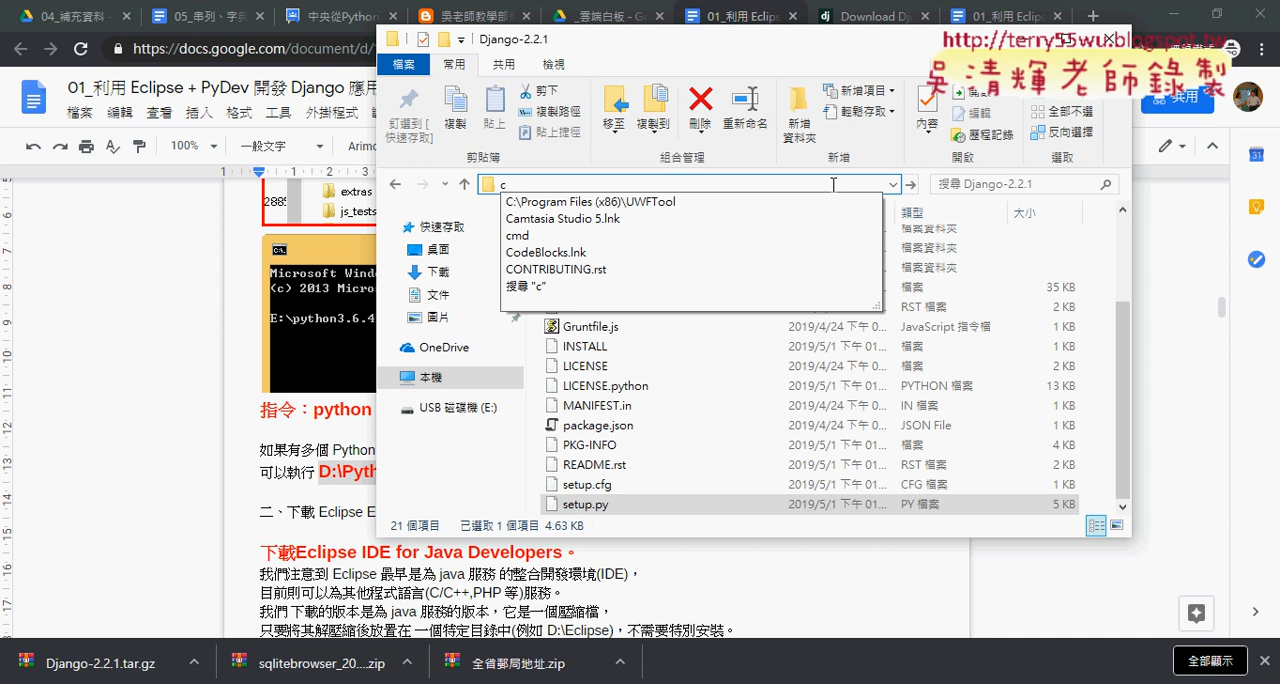 04_補充資料 -
05_串列、字典
中央從Python
吳老師教學部
_雲端白板 - Go
01_利用 Eclips
Download Dj
01_利用 Eclip
https://docs.google.com/document/d/
01_利用 Eclipse + PyDev 開發 Django 應用
檔案 編輯 查看 插入 格式 工具 外掛程式
100% 一般文字 Arimo
共用
http://terry55wu.blogspot.tw
吳清輝老師錄製
Django-2.2.1
檔案 常用 共用 檢視
釘選到 [快速存取]
複製
貼上
剪下
複製路徑
貼上捷徑
剪貼簿
移至
複製到
刪除
重新命名
組合管理
新增資料夾
新增項目
輕鬆存取
新增
內容
編輯
歷程記錄
開啟
全部不選
反向選擇
選取
c
搜尋 Django-2.2.1
C:\Program Files (x86)\UWFTool
Camtasia Studio 5.lnk
cmd
CodeBlocks.lnk
CONTRIBUTING.rst
搜尋 "c"
快速存取
桌面
下載
文件
圖片
OneDrive
本機
USB 磁碟機 (E:)
類型 大小
檔案資料夾
檔案資料夾
檔案資料夾
檔案 35 KB
RST 檔案 2 KB
Gruntfile.js 2019/4/24 下午 0... JavaScript 指令檔 1 KB
INSTALL 2019/5/1 下午 01... 檔案 1 KB
LICENSE 2019/4/24 下午 0... 檔案 2 KB
LICENSE.python 2019/5/1 下午 01... PYTHON 檔案 13 KB
MANIFEST.in 2019/4/24 下午 0... IN 檔案 1 KB
package.json 2019/4/24 下午 0... JSON File 1 KB
PKG-INFO 2019/5/1 下午 01... 檔案 4 KB
README.rst 2019/5/1 下午 01... RST 檔案 2 KB
setup.cfg 2019/5/1 下午 01... CFG 檔案 1 KB
setup.py 2019/5/1 下午 01... PY 檔案 5 KB
21 個項目 已選取 1 個項目 4.63 KB
extras
js_tests
Microsoft Wind
(c) 2013 Micro
E:\python3.6.4
指令：python
如果有多個 Python
可以執行 D:\Pyth
二、下載 Eclipse E
下載Eclipse IDE for Java Developers。
我們注意到 Eclipse 最早是為 java 服務 的整合開發環境(IDE)，
目前則可以為其他程式語言(C/C++,PHP 等)服務。
我們 下載的版本是為 java 服務的版本，它是一個壓縮檔，
只要將其解壓縮後放置在 一個特定目錄中(例如 D:\Eclipse)，不需要特別安裝。
Django-2.2.1.tar.gz
sqlitebrowser_20....zip
全曾郵局地址.zip
全部顯示